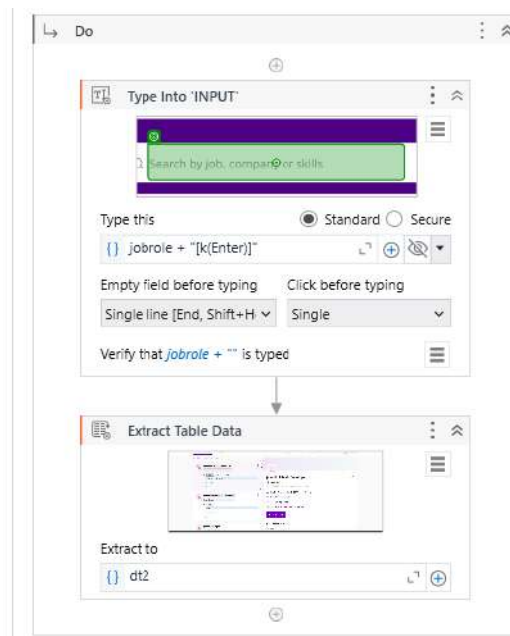 Do
Type Into 'INPUT'
Search by job, company or skills
Type this
Standard
Secure
{} jobrole + "[k(Enter)]"
Empty field before typing
Click before typing
Single line [End, Shift+H
Single
Verify that jobrole + "" is typed
Extract Table Data
Extract to
{} dt2